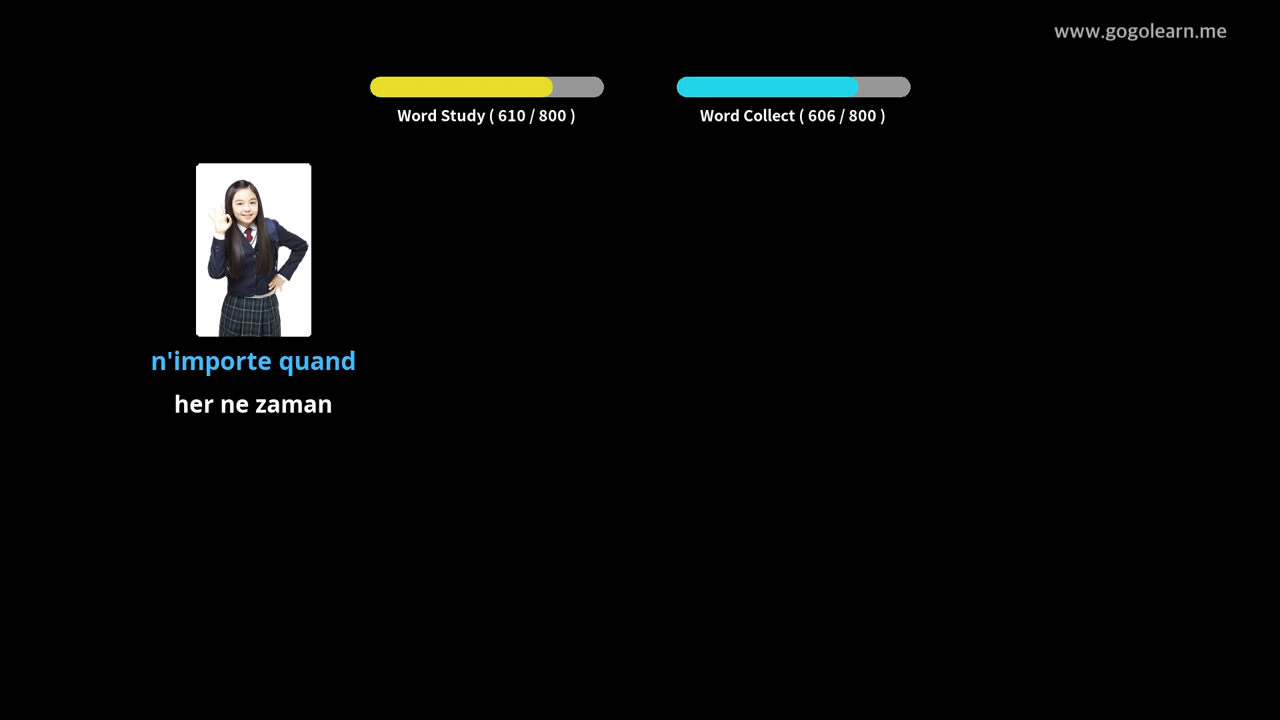 www.gogolearn.me
Word Study ( 610 / 800 )
Word Collect ( 606 / 800 )
n'importe quand
her ne zaman